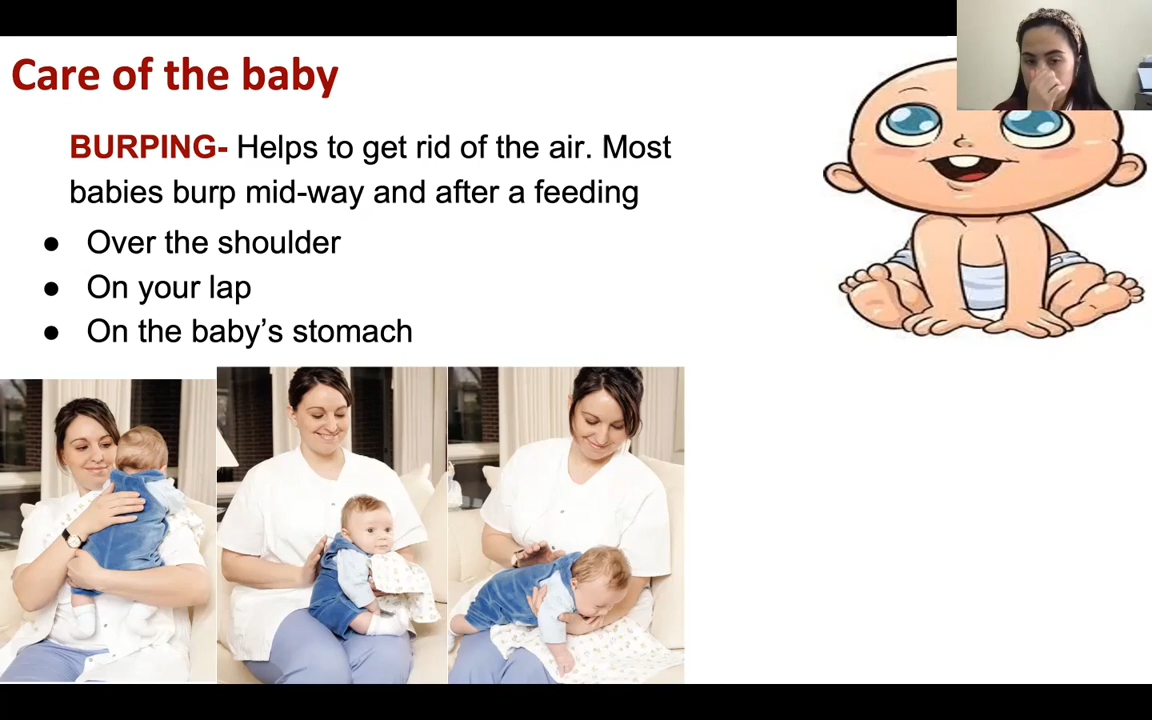 Care of the baby
BURPING- Helps to get rid of the air. Most
babies burp mid-way and after a feeding
● Over the shoulder
● On your lap
● On the baby’s stomach